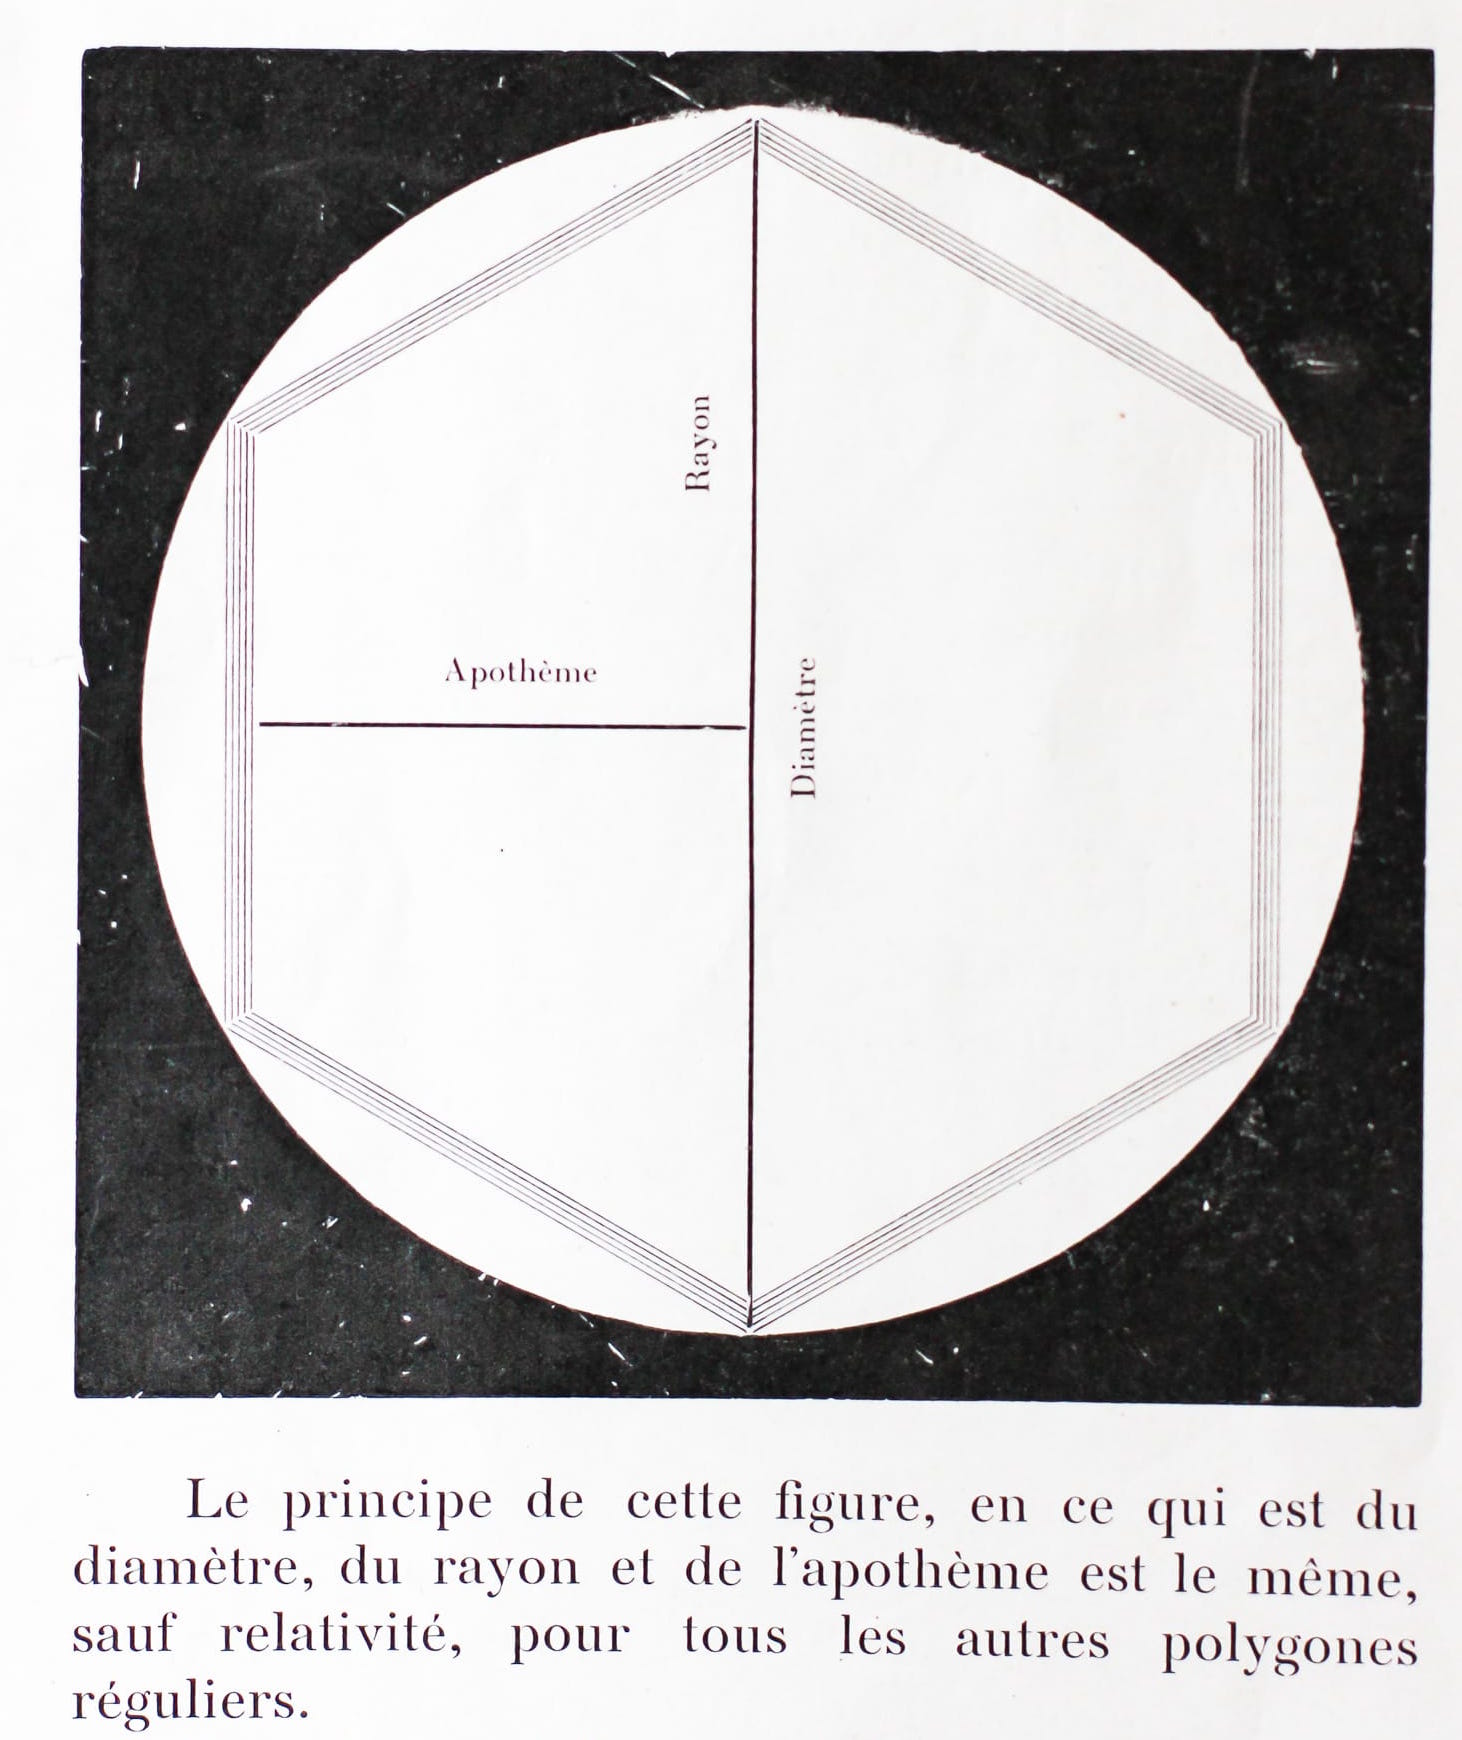 Rayon
Apothème
Diamètre
Le principe de cette figure, en ce qui est du
diamètre, du rayon et de l'apothème est le même,
sauf relativité, pour tous les autres polygones
réguliers.